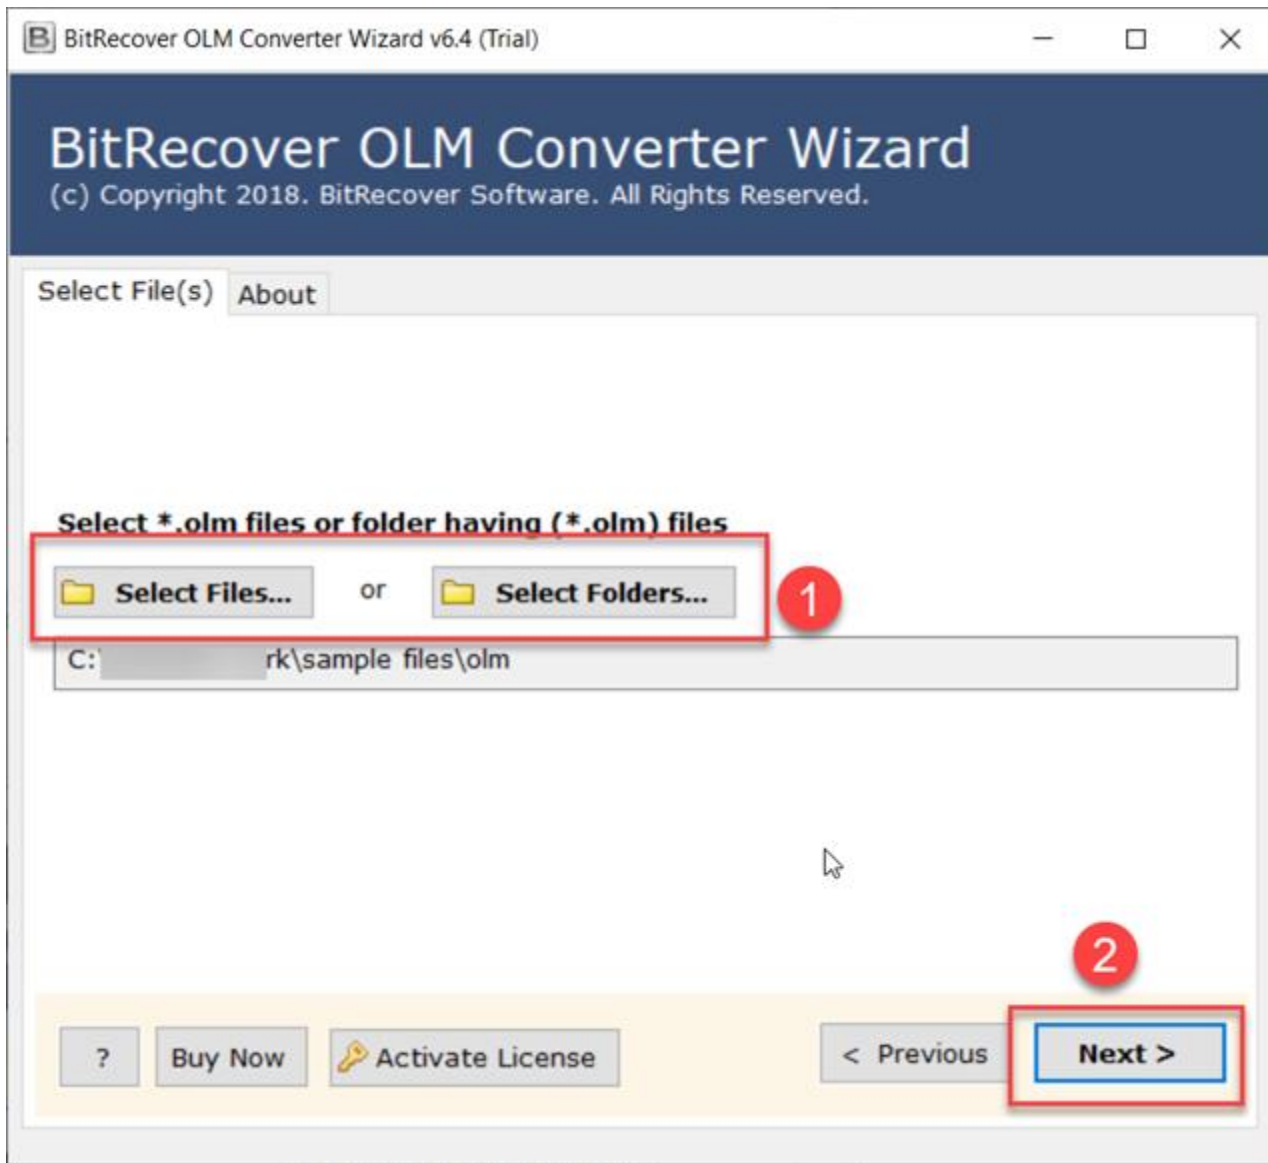 BitRecover OLM Converter Wizard v6.4 (Trial)
BitRecover OLM Converter Wizard
(c) Copyright 2018. BitRecover Software. All Rights Reserved.
Select File(s) About
Select *.olm files or folder having (*.olm) files
Select Files... or Select Folders... 1
C: rk\sample files\olm
2
? Buy Now Activate License < Previous Next >